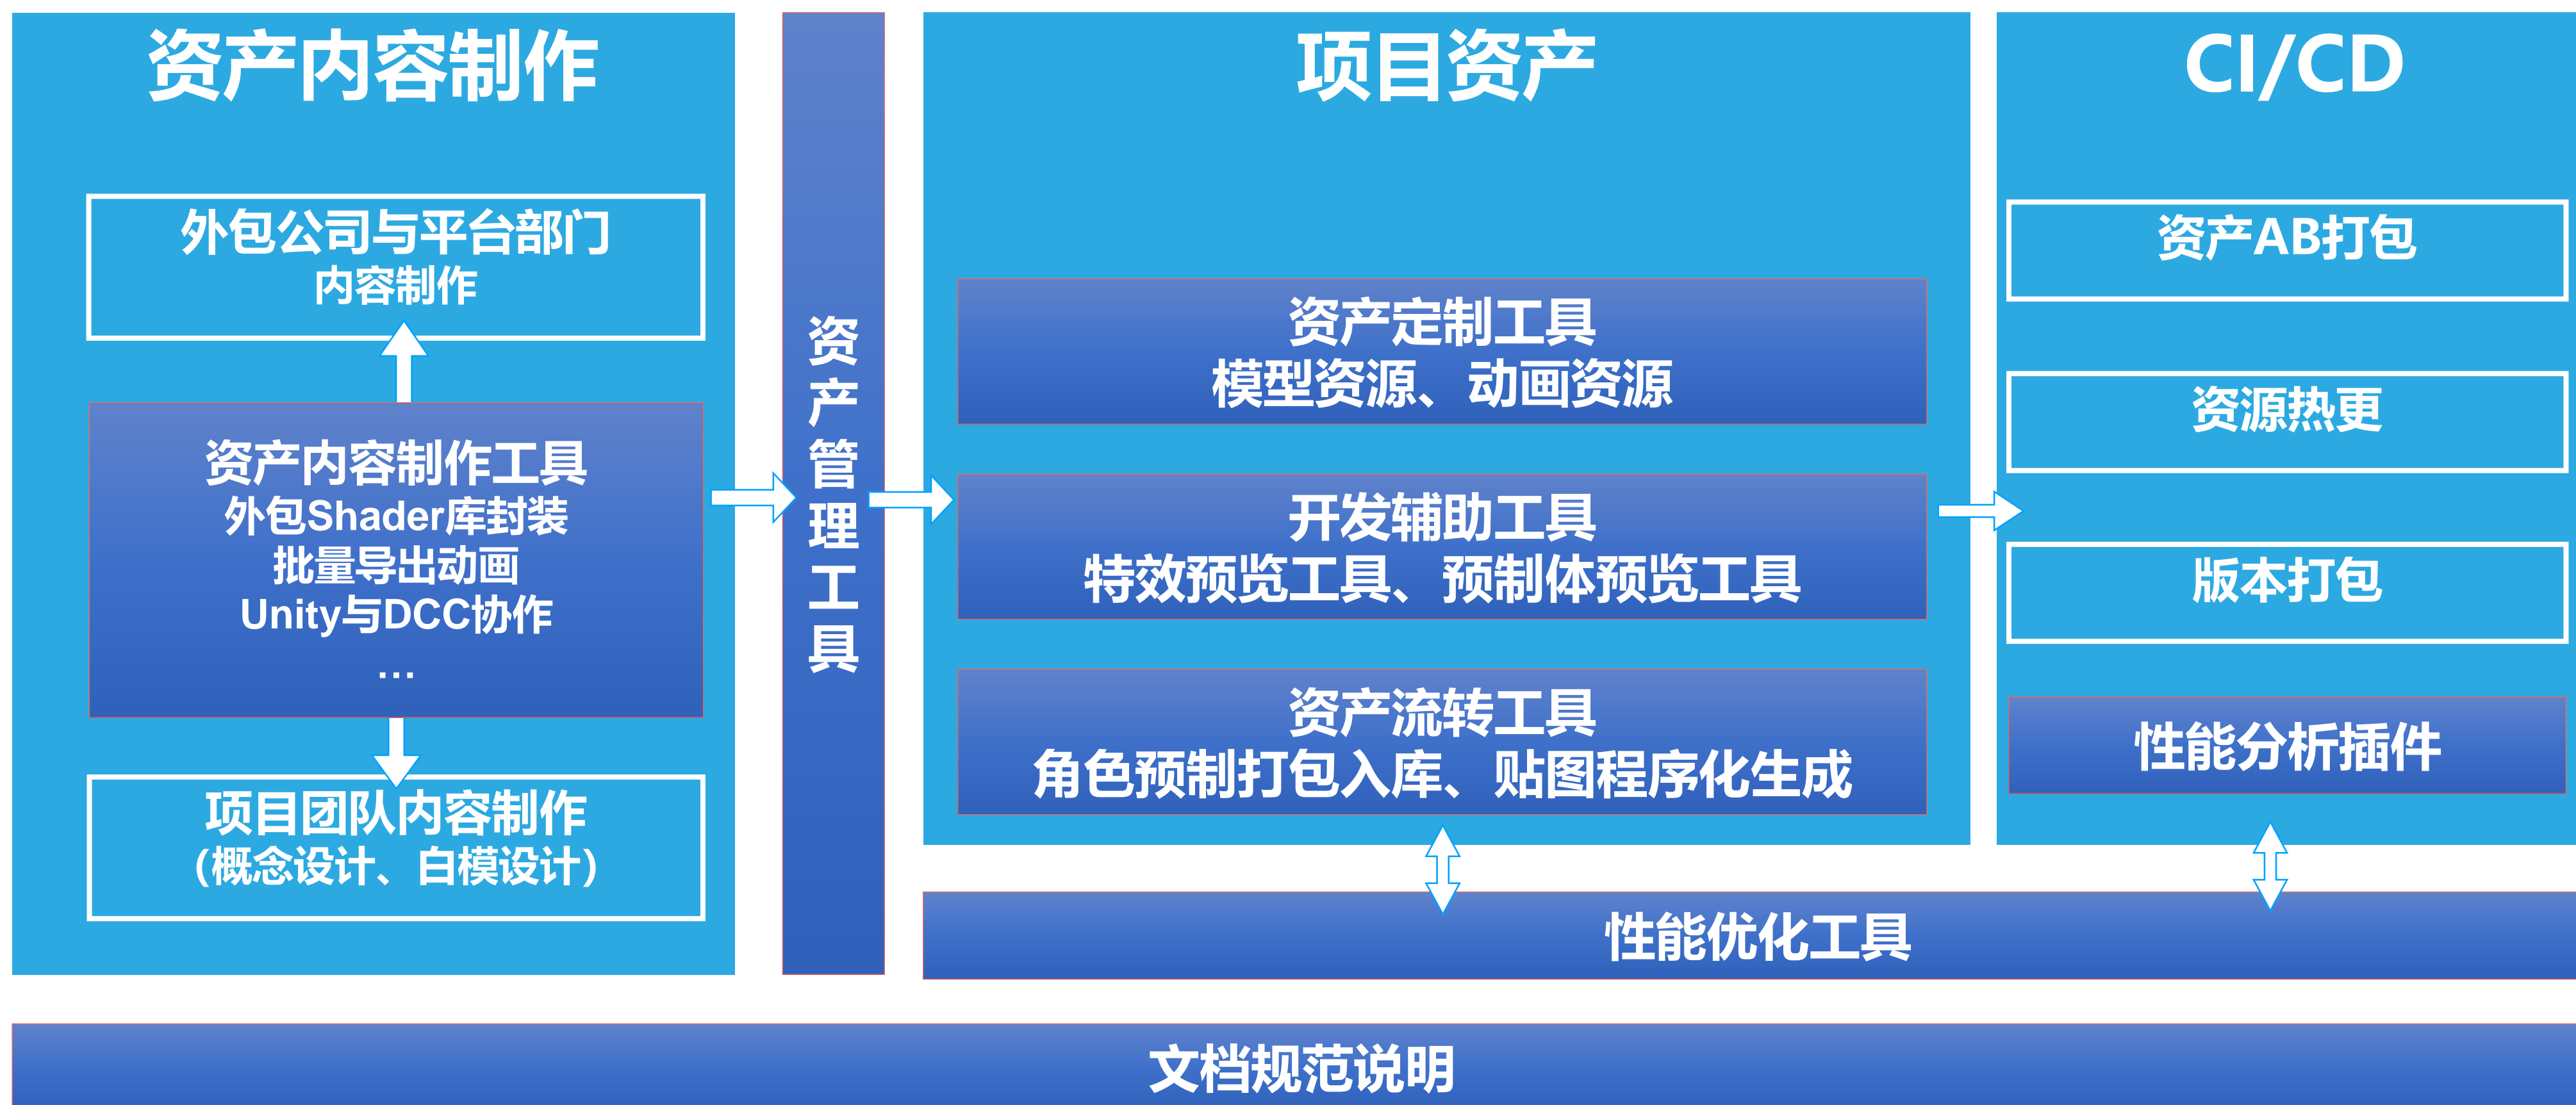 资产内容制作
外包公司与平台部门
内容制作
资产内容制作工具
外包Shader库封装
批量导出动画
Unity与DCC协作
…
项目团队内容制作
（概念设计、白模设计）
资产管理工具
项目资产
资产定制工具
模型资源、动画资源
开发辅助工具
特效预览工具、预制体预览工具
资产流转工具
角色预制打包入库、贴图程序化生成
CI/CD
资产AB打包
资源热更
版本打包
性能分析插件
性能优化工具
文档规范说明